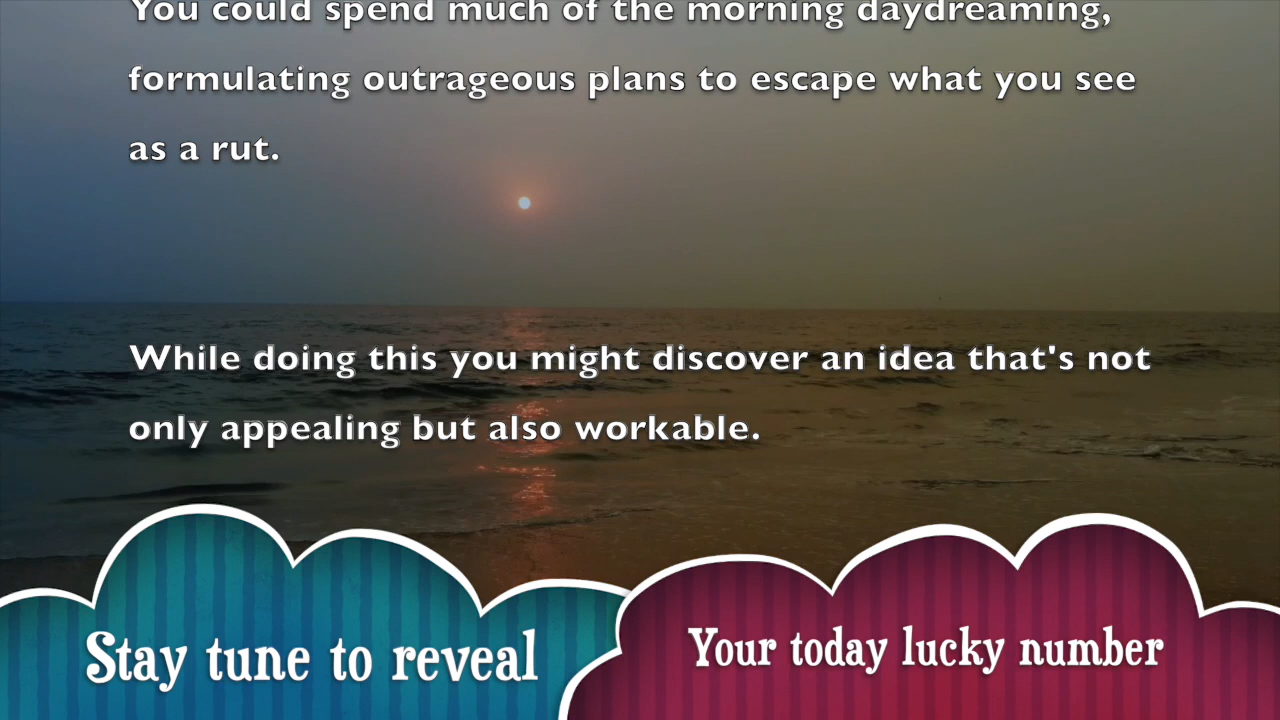 You could spend much of the morning daydreaming,
formulating outrageous plans to escape what you see
as a rut.
While doing this you might discover an idea that's not
only appealing but also workable.
Stay tune to reveal
Your today lucky number